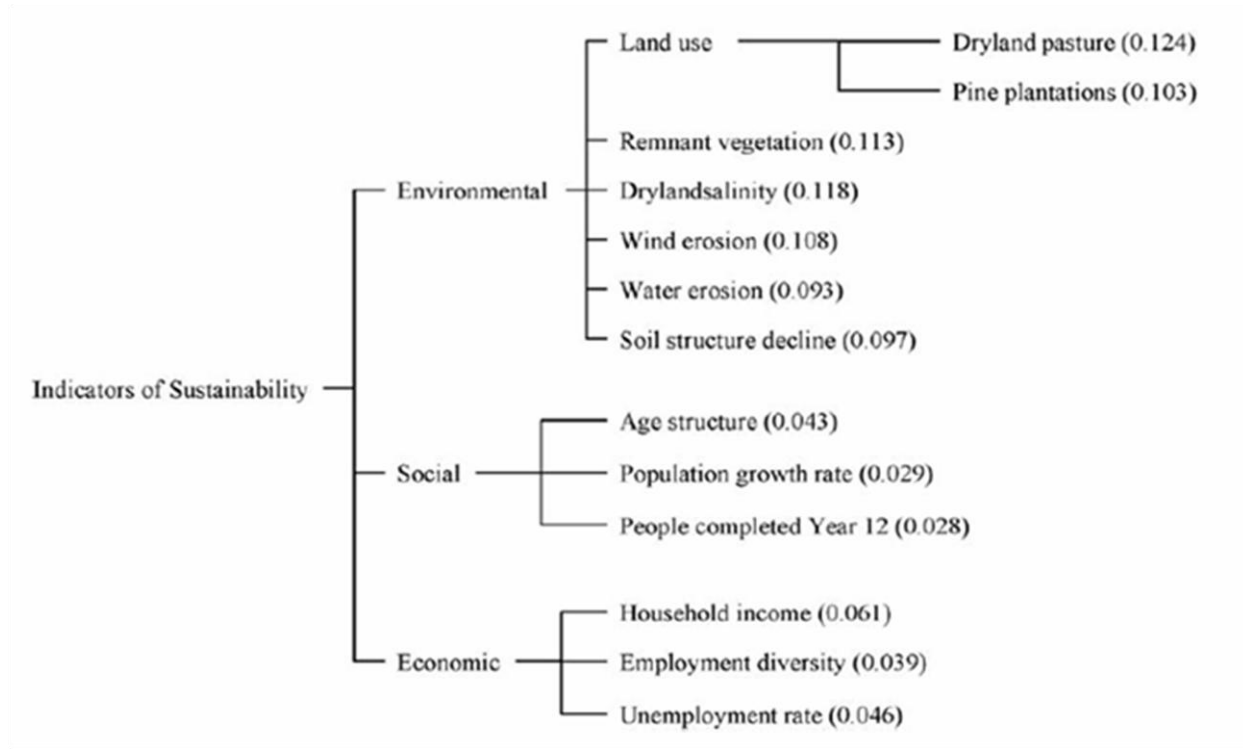 Land use
Dryland pasture (0.124)
Pine plantations (0.103)
Remnant vegetation (0.113)
Environmental
Drylandsalinity (0.118)
Wind erosion (0.108)
Water erosion (0.093)
Soil structure decline (0.097)
Indicators of Sustainability
Age structure (0.043)
Social
Population growth rate (0.029)
People completed Year 12 (0.028)
Household income (0.061)
Economic
Employment diversity (0.039)
Unemployment rate (0.046)